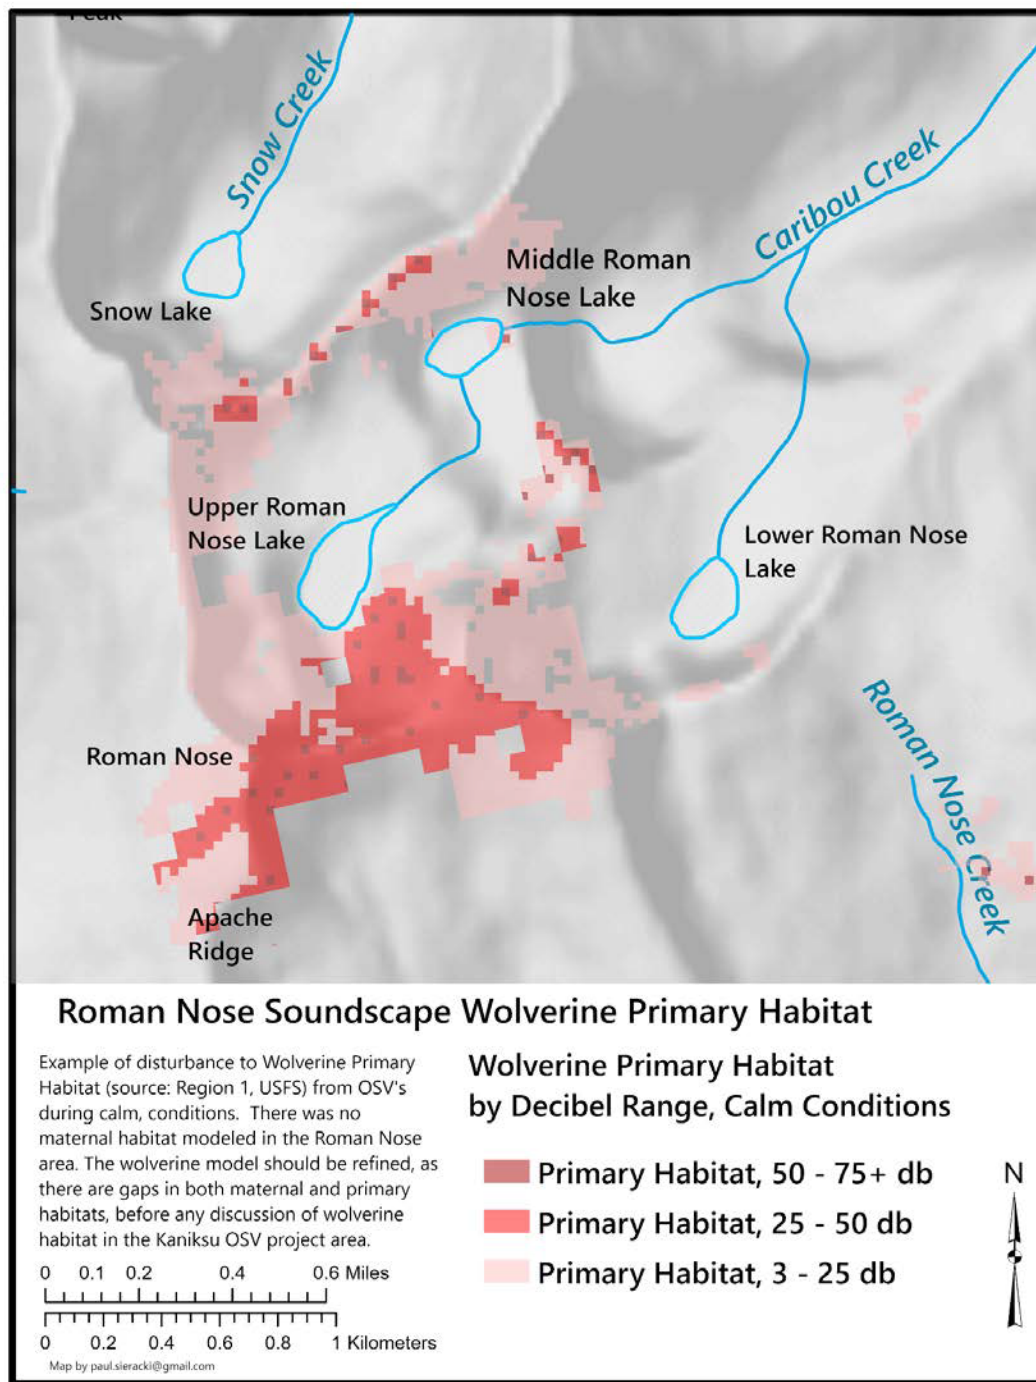 Peak
Snow Creek
Caribou Creek
Middle Roman
Nose Lake
Snow Lake
Upper Roman
Nose Lake
Lower Roman Nose
Lake
Roman Nose Creek
Roman Nose
Apache
Ridge
Roman Nose Soundscape Wolverine Primary Habitat
Example of disturbance to Wolverine Primary
Habitat (source: Region 1, USFS) from OSV's
during calm, conditions.  There was no
maternal habitat modeled in the Roman Nose
area. The wolverine model should be refined, as
there are gaps in both maternal and primary
habitats, before any discussion of wolverine
habitat in the Kaniksu OSV project area.
0 0.1 0.2 0.4 0.6 Miles
0 0.2 0.4 0.6 0.8 1 Kilometers
Map by paul.sieracki@gmail.com
Wolverine Primary Habitat
by Decibel Range, Calm Conditions
Primary Habitat, 50 - 75+ db
Primary Habitat, 25 - 50 db
Primary Habitat, 3 - 25 db
N